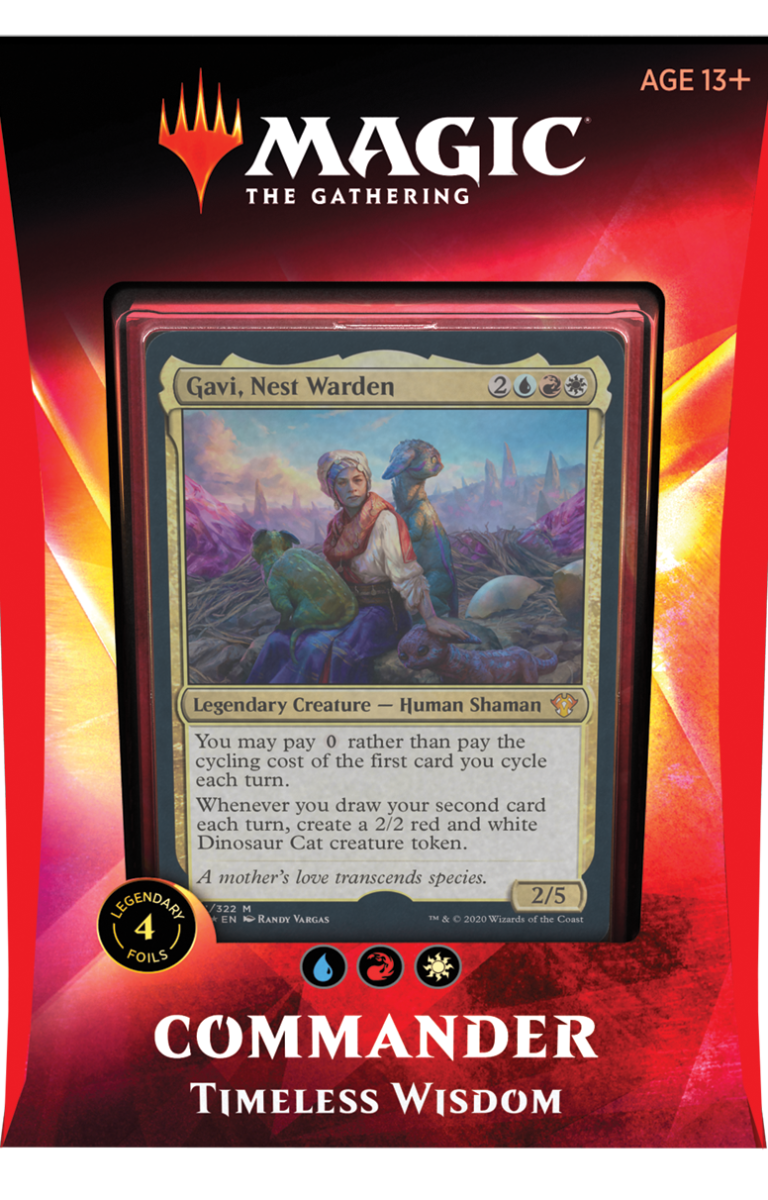 AGE 13+
MAGIC
THE GATHERING
Gavi, Nest Warden
2
Legendary Creature — Human Shaman
You may pay 0 rather than pay the
cycling cost of the first card you cycle
each turn.
Whenever you draw your second card
each turn, create a 2/2 red and white
Dinosaur Cat creature token.
A mother's love transcends species.
2/5
/322 M
EN Randy Vargas
™ & © 2020 Wizards of the Coast
LEGENDARY
4
FOILS
COMMANDER
TIMELESS WISDOM